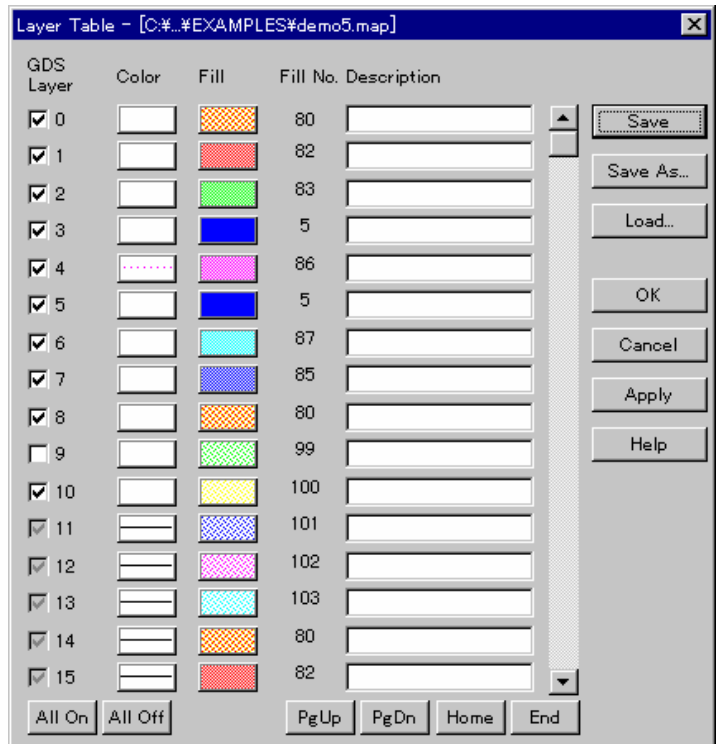 Layer Table - [C:¥...¥EXAMPLES¥demo5.map]
GDS Layer Color Fill Fill No. Description
0 80
1 82
2 83
3 5
4 86
5 5
6 87
7 85
8 80
9 99
10 100
11 101
12 102
13 103
14 80
15 82
All On All Off PgUp PgDn Home End
Save
Save As...
Load...
OK
Cancel
Apply
Help